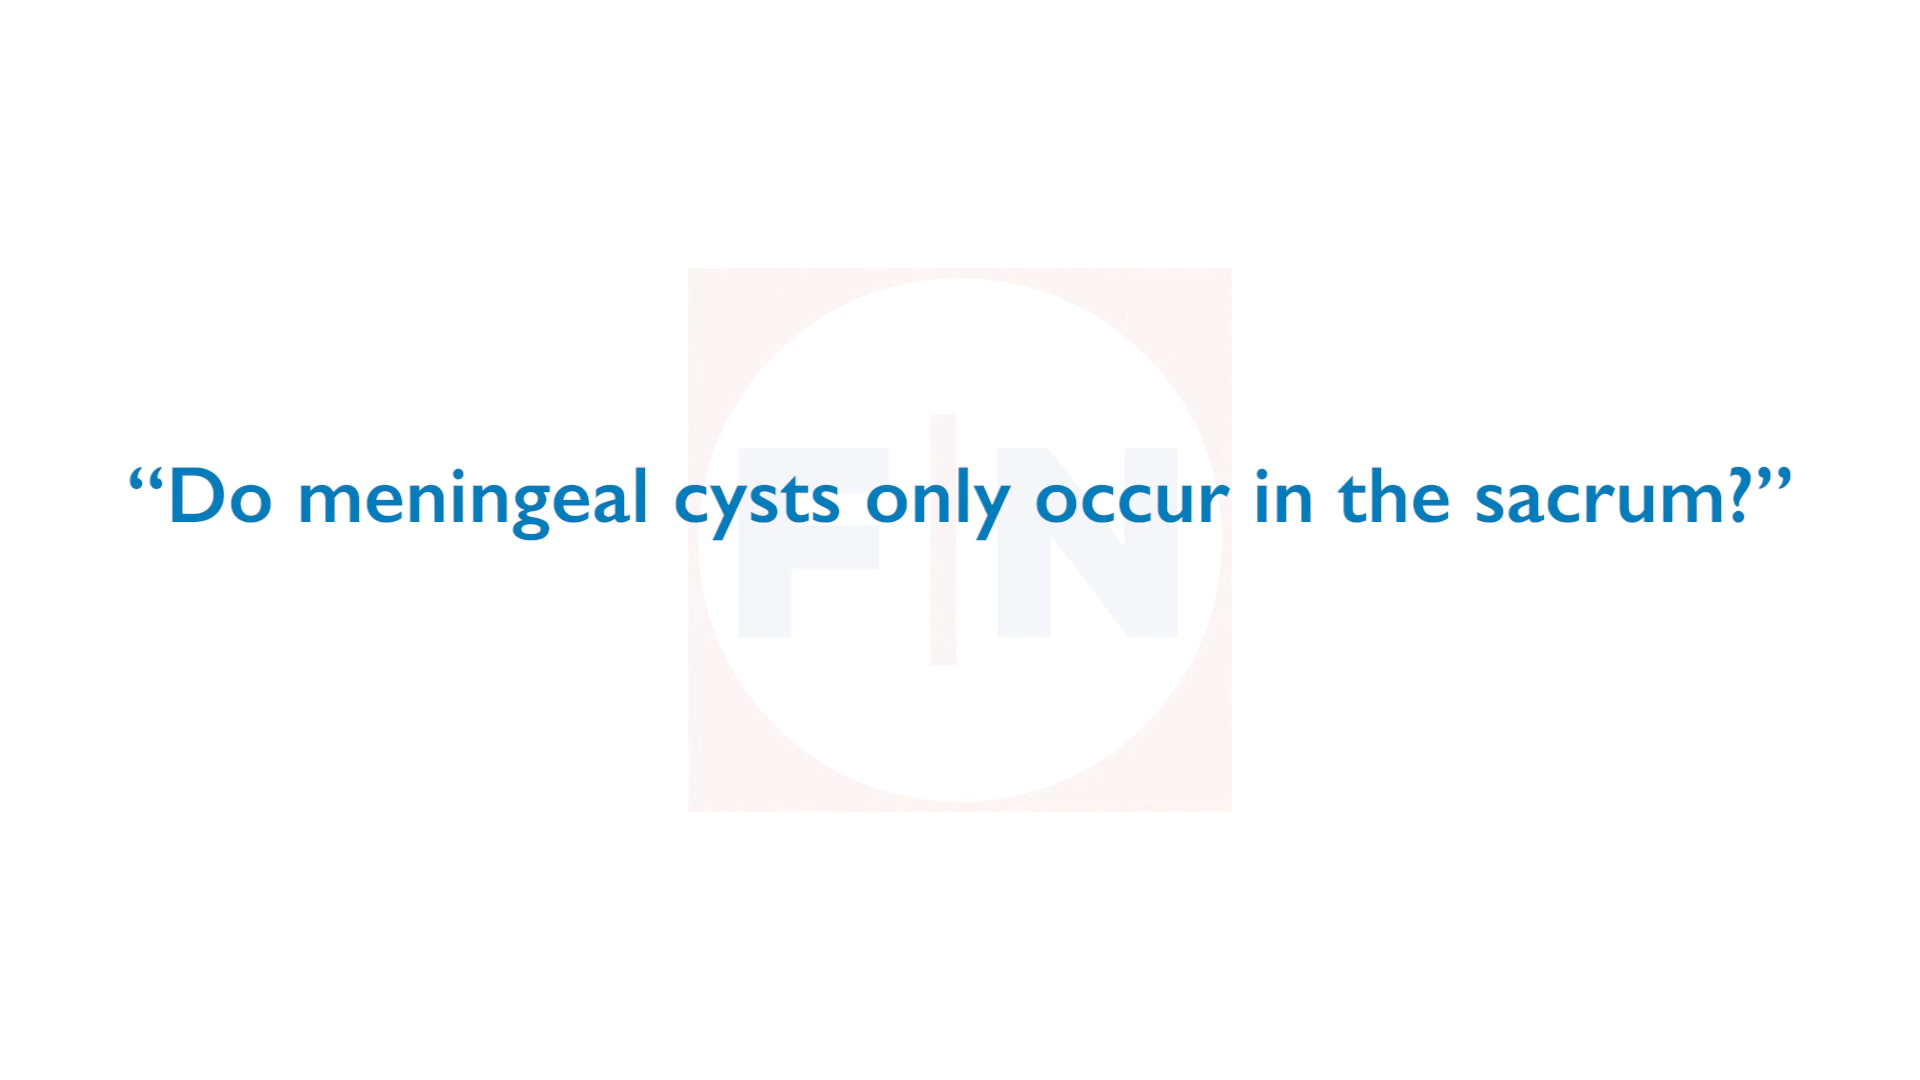 “Do meningeal cysts only occur in the sacrum?”
F|N